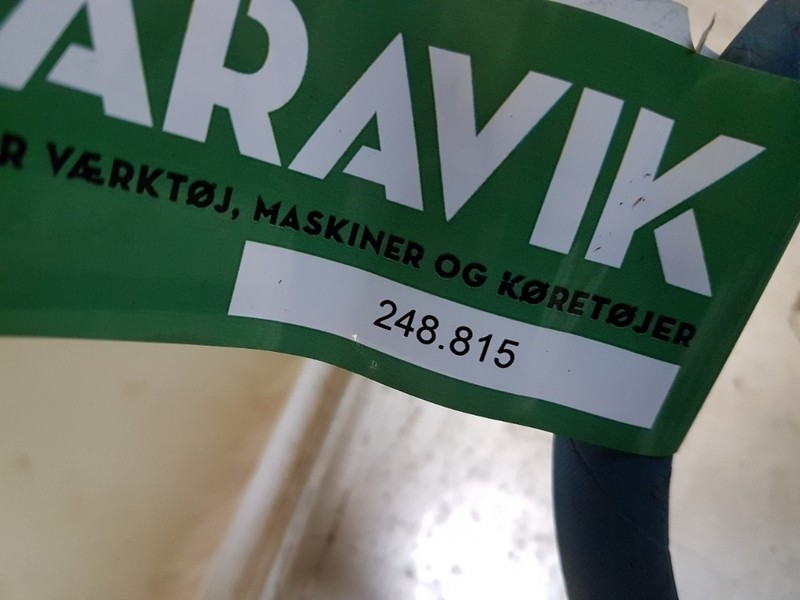 ARAVIK
R VÆRKTØJ, MASKINER OG KØRETØJER
248.815